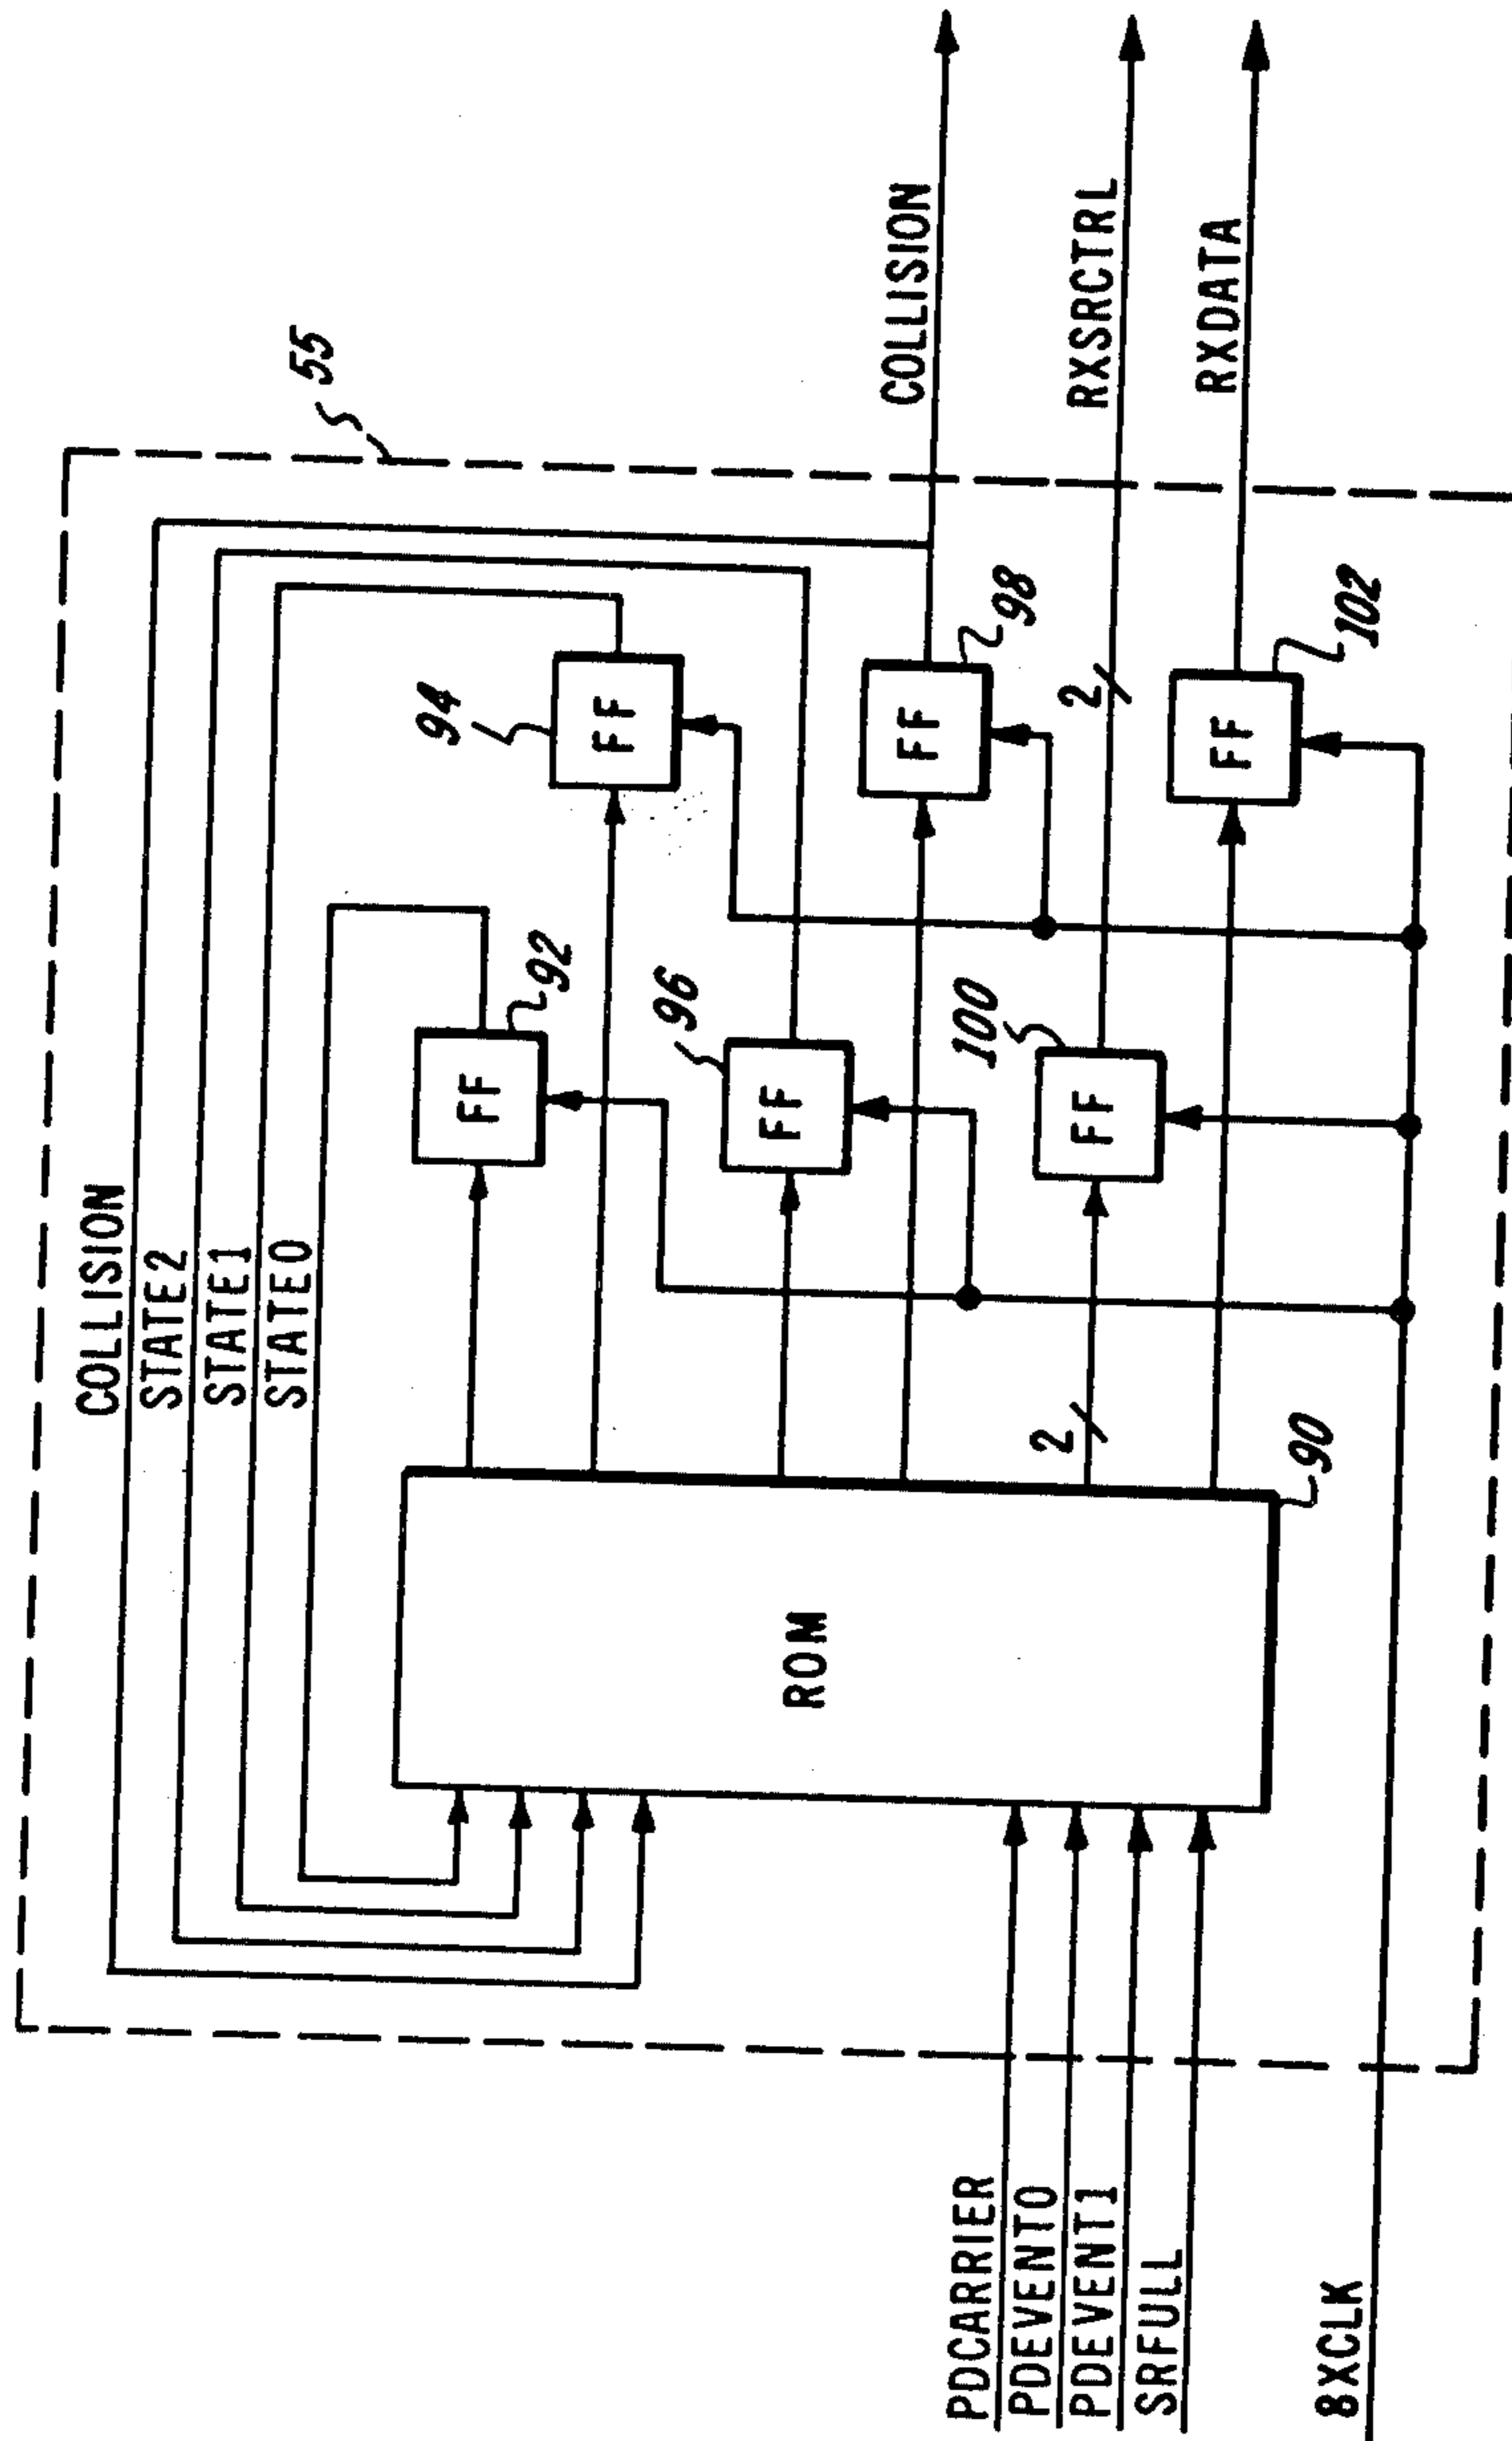 55
COLLISION
STATE2
STATE1
STATE0
94
FF
92
FF
96
FF
98
FF
COLLISION
100
FF
2
2
RXSRCTRL
102
FF
RXDATA
ROM
90
PDCARRIER
PDEVENT0
PDEVENT1
SRFULL
8XCLK